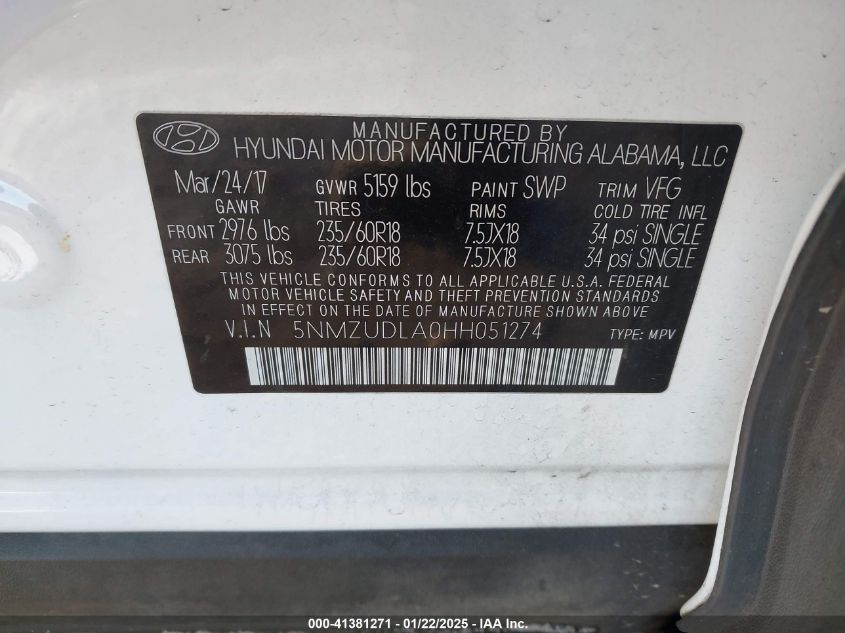 MANUFACTURED BY
HYUNDAI MOTOR MANUFACTURING ALABAMA, LLC
Mar/24/17 GVWR 5159 lbs PAINT SWP TRIM VFG
GAWR TIRES RIMS COLD TIRE INFL
FRONT 2976 lbs 235/60R18 7.5JX18 34 psi SINGLE
REAR 3075 lbs 235/60R18 7.5JX18 34 psi SINGLE
THIS VEHICLE CONFORMS TO ALL APPLICABLE U.S.A. FEDERAL
MOTOR VEHICLE SAFETY AND THEFT PREVENTION STANDARDS
IN EFFECT ON THE DATE OF MANUFACTURE SHOWN ABOVE
V.I.N 5NMZUDLA0HH051274 TYPE: MPV
000-41381271 - 01/22/2025 - IAA Inc.